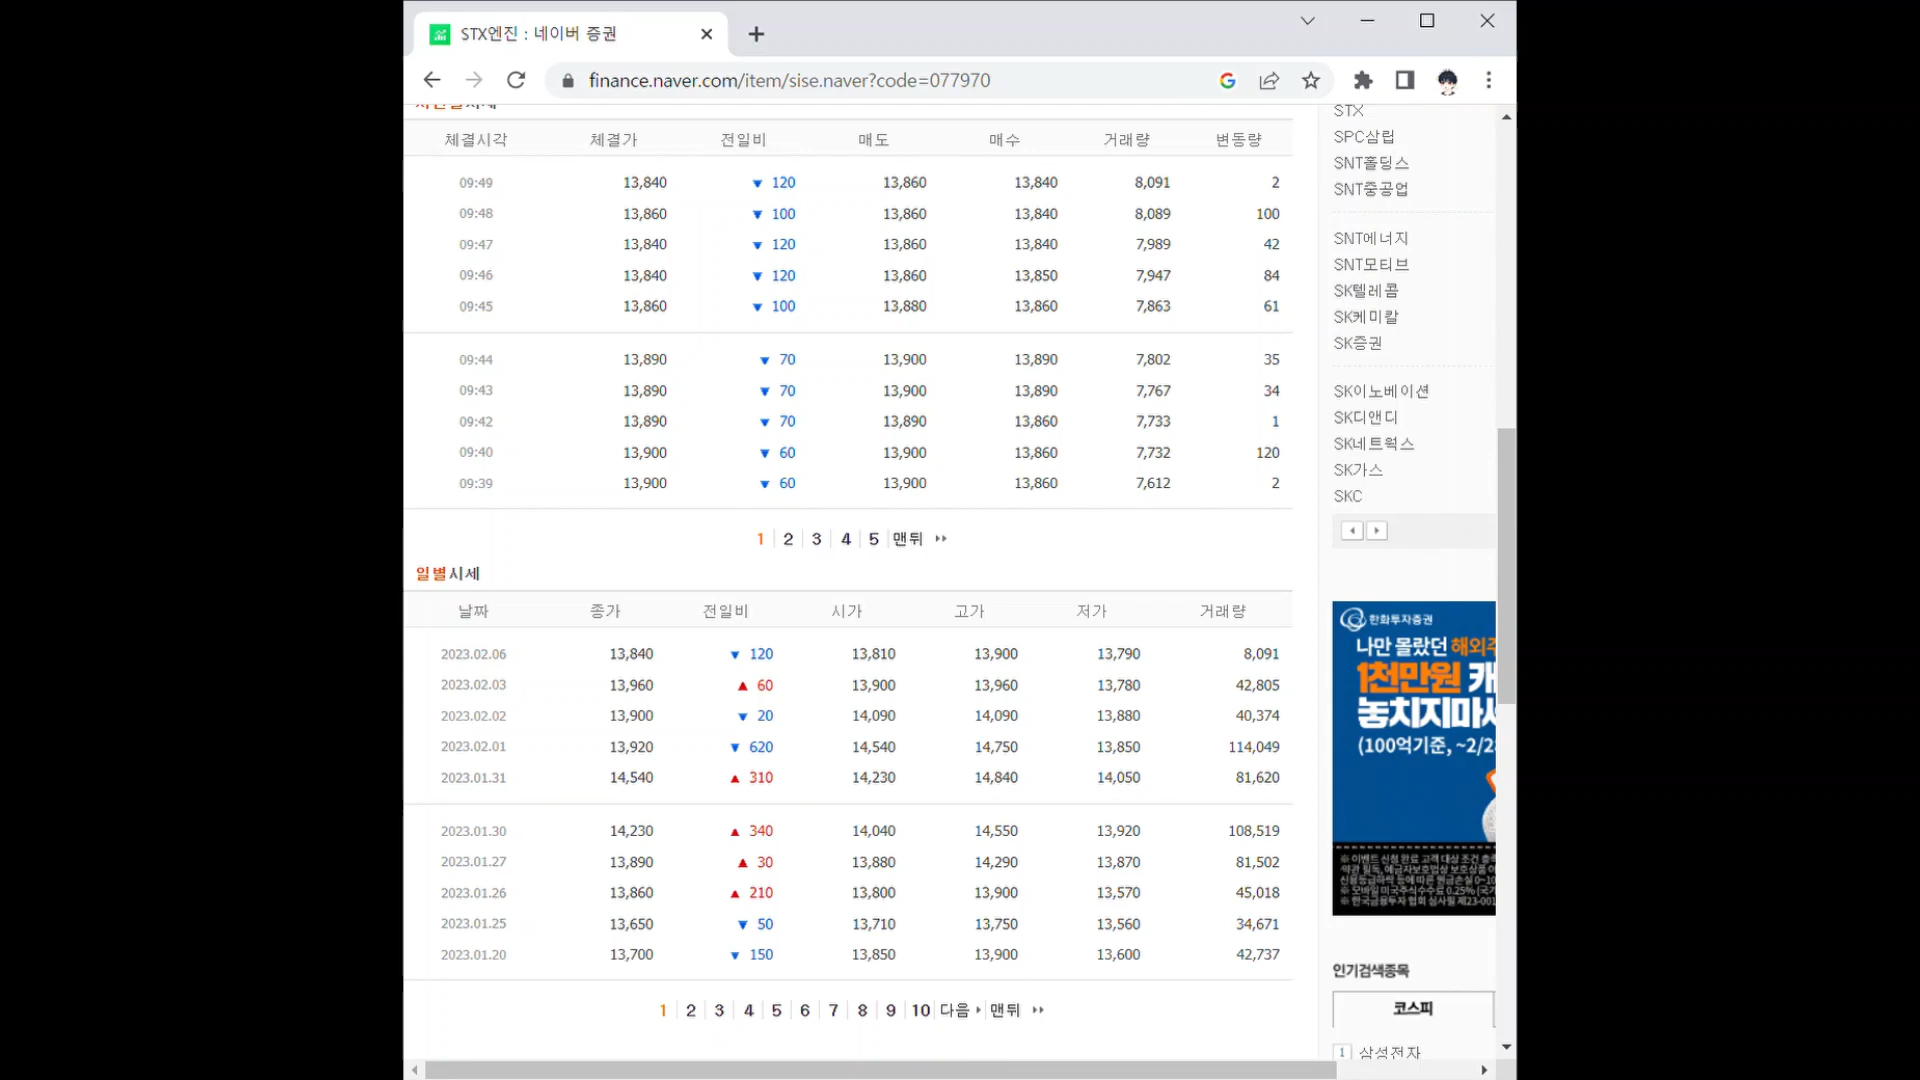 STX엔진 : 네이버 증권
finance.naver.com/item/sise.naver?code=077970
체결시각 체결가 전일비 매도 매수 거래량 변동량
09:49 13,840 ▼ 120 13,860 13,840 8,091 2
09:48 13,860 ▼ 100 13,860 13,840 8,089 100
09:47 13,840 ▼ 120 13,860 13,840 7,989 42
09:46 13,840 ▼ 120 13,860 13,850 7,947 84
09:45 13,860 ▼ 100 13,880 13,860 7,863 61
09:44 13,890 ▼ 70 13,900 13,890 7,802 35
09:43 13,890 ▼ 70 13,900 13,890 7,767 34
09:42 13,890 ▼ 70 13,890 13,860 7,733 1
09:40 13,900 ▼ 60 13,900 13,860 7,732 120
09:39 13,900 ▼ 60 13,900 13,860 7,612 2
1 2 3 4 5 맨뒤
일별시세
날짜 종가 전일비 시가 고가 저가 거래량
2023.02.06 13,840 ▼ 120 13,810 13,900 13,790 8,091
2023.02.03 13,960 ▲ 60 13,900 13,960 13,780 42,805
2023.02.02 13,900 ▼ 20 14,090 14,090 13,880 40,374
2023.02.01 13,920 ▼ 620 14,540 14,750 13,850 114,049
2023.01.31 14,540 ▲ 310 14,230 14,840 14,050 81,620
2023.01.30 14,230 ▲ 340 14,040 14,550 13,920 108,519
2023.01.27 13,890 ▲ 30 13,880 14,290 13,870 81,502
2023.01.26 13,860 ▲ 210 13,800 13,900 13,570 45,018
2023.01.25 13,650 ▼ 50 13,710 13,750 13,560 34,671
2023.01.20 13,700 ▼ 150 13,850 13,900 13,600 42,737
1 2 3 4 5 6 7 8 9 10 다음 맨뒤
STX
SPC삼립
SNT홀딩스
SNT중공업
SNT에너지
SNT모티브
SK텔레콤
SK케미칼
SK증권
SK이노베이션
SK디앤디
SK네트웍스
SK가스
SKC
한화투자증권
나만 몰랐던 해외주
1천만원 캐
놓치지마세
(100억기준, ~2/2
인기검색종목
코스피
1 삼성전자